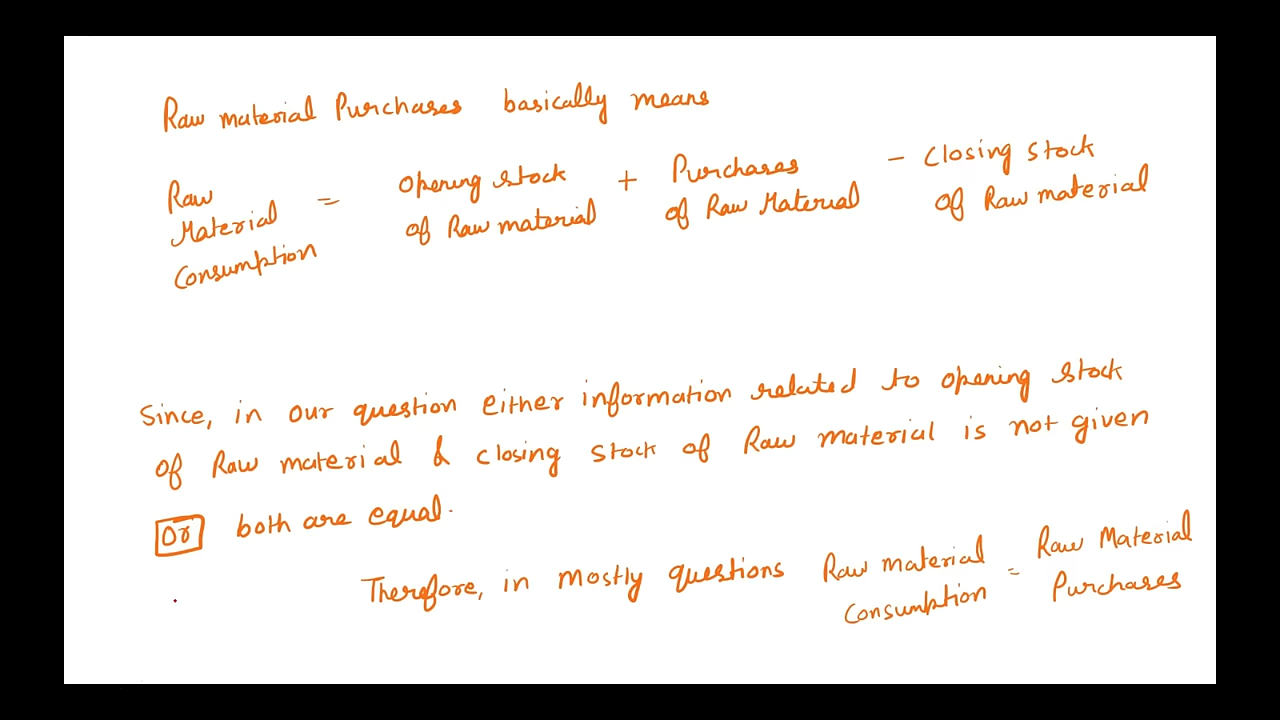 Raw material Purchases basically means
Raw Material Consumption = Opening stock of Raw material + Purchases of Raw Material - Closing stock of Raw material
Since, in our question either information related to opening stock
of Raw material & closing stock of Raw material is not given
Or both are equal.
Therefore, in mostly questions Raw material Consumption = Raw Material Purchases